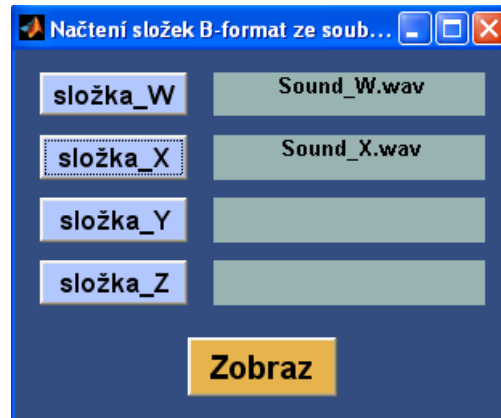 Načtení složek B-format ze soub...
složka_W Sound_W.wav
složka_X Sound_X.wav
složka_Y
složka_Z
Zobraz